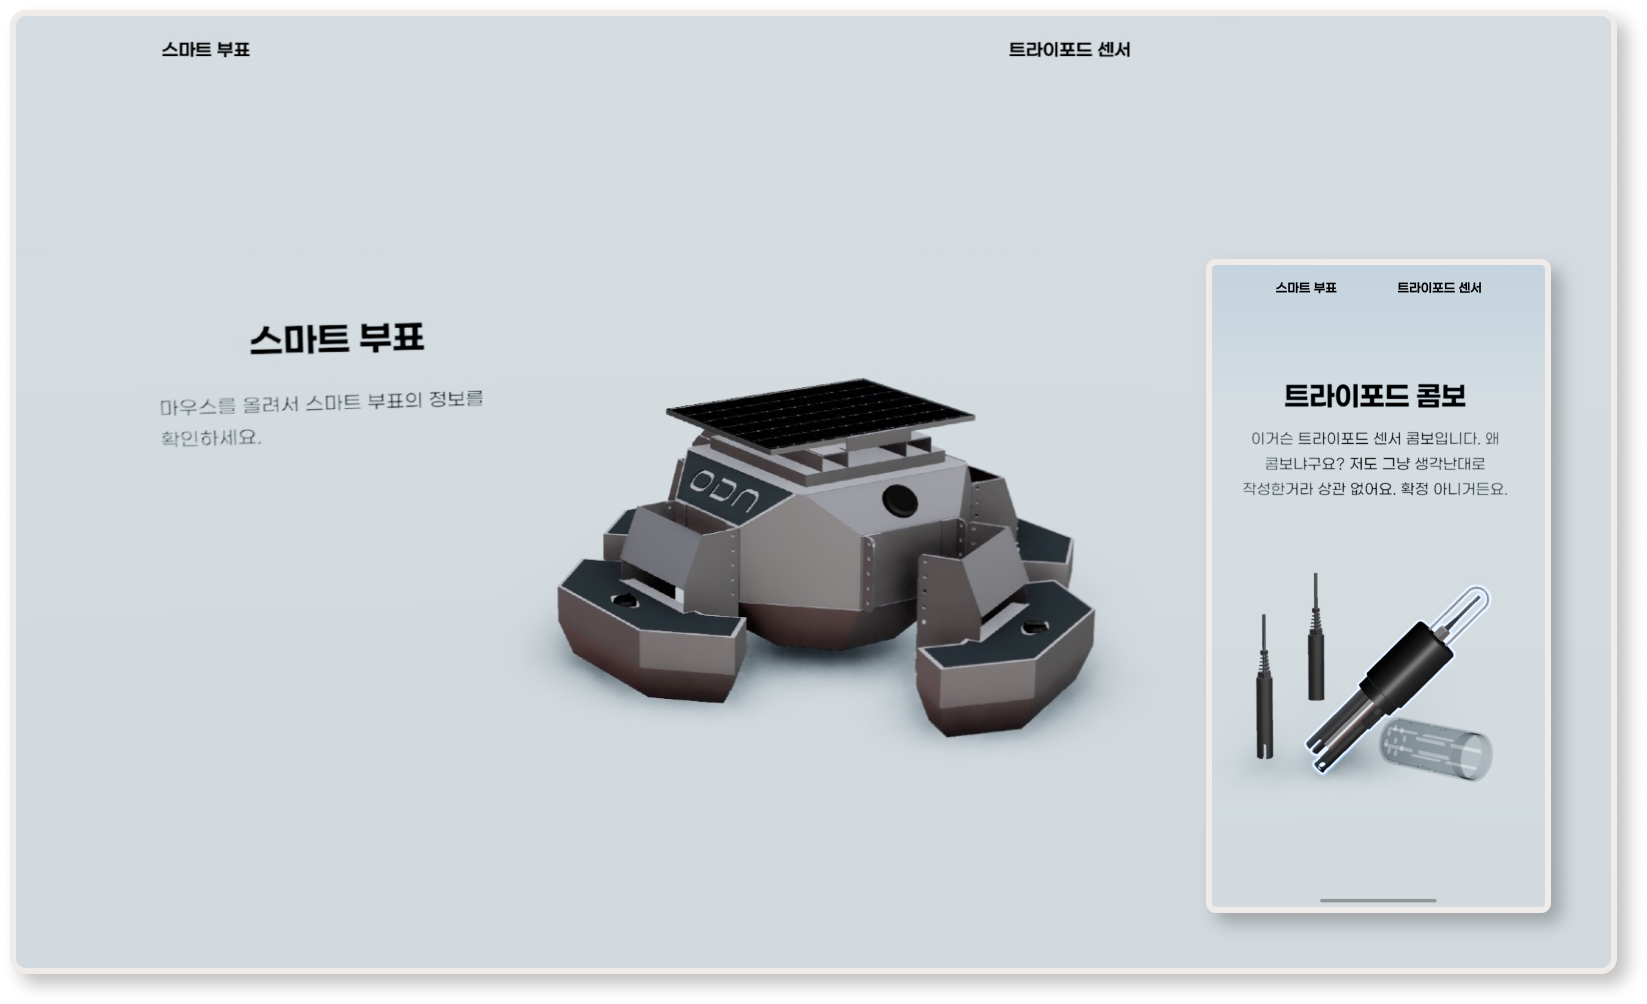 스마트 부표
트라이포드 센서
스마트 부표
마우스를 올려서 스마트 부표의 정보를
확인하세요.
ODN
스마트 부표
트라이포드 센서
트라이포드 콤보
이거슨 트라이포드 센서 콤보입니다. 왜
콤보냐구요? 저도 그냥 생각난대로
작성한거라 상관 없어요. 확정 아니거든요.